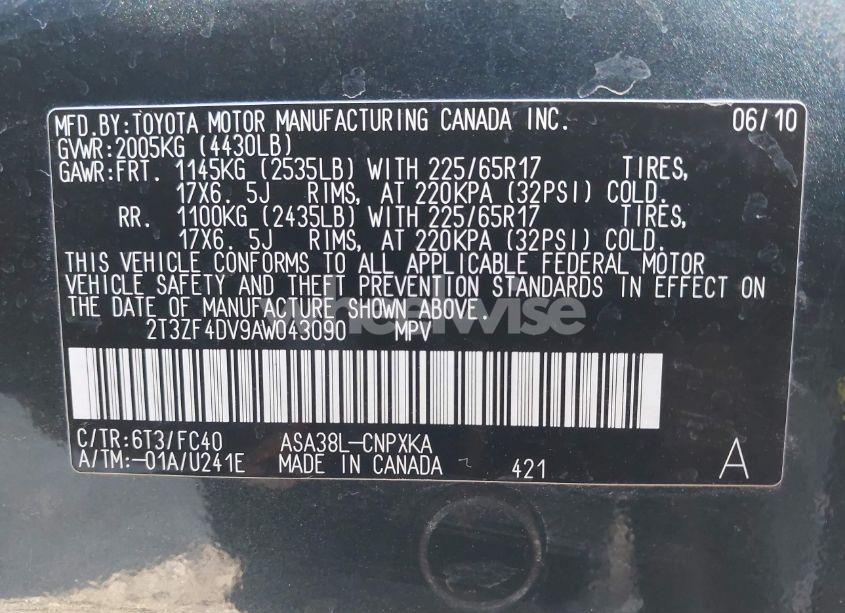 MFD.BY:TOYOTA MOTOR MANUFACTURING CANADA INC. 06/10
GVWR:2005KG (4430LB)
GAWR:FRT. 1145KG (2535LB) WITH 225/65R17 TIRES,
17X6. 5J RIMS, AT 220KPA (32PSI) COLD.
RR. 1100KG (2435LB) WITH 225/65R17 TIRES,
17X6. 5J RIMS, AT 220KPA (32PSI) COLD.
THIS VEHICLE CONFORMS TO ALL APPLICABLE FEDERAL MOTOR
VEHICLE SAFETY AND THEFT PREVENTION STANDARDS IN EFFECT ON
THE DATE OF MANUFACTURE SHOWN ABOVE.
wheelwise
2T3ZF4DV9AW043090 MPV
C/TR:6T3/FC40 ASA38L-CNPXKA
A/TM:-01A/U241E MADE IN CANADA 421 A